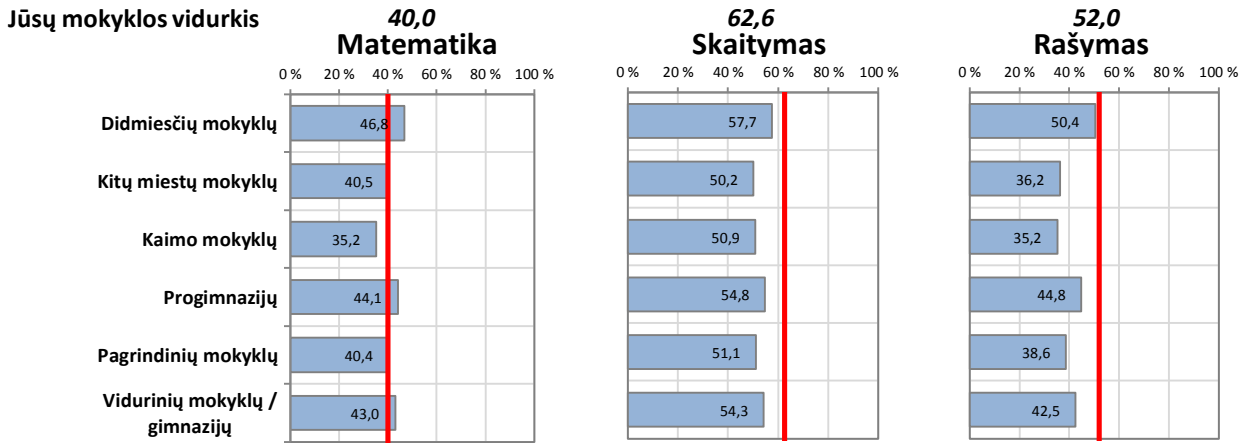 Jūsų mokyklos vidurkis 40,0 62,6 52,0
Matematika Skaitymas Rašymas
0 % 20 % 40 % 60 % 80 % 100 % 0 % 20 % 40 % 60 % 80 % 100 % 0 % 20 % 40 % 60 % 80 % 100 %
Didmiesčių mokyklų 46,8 57,7 50,4
Kitų miestų mokyklų 40,5 50,2 36,2
Kaimo mokyklų 35,2 50,9 35,2
Progimnazijų 44,1 54,8 44,8
Pagrindinių mokyklų 40,4 51,1 38,6
Vidurinių mokyklų /
gimnazijų 43,0 54,3 42,5